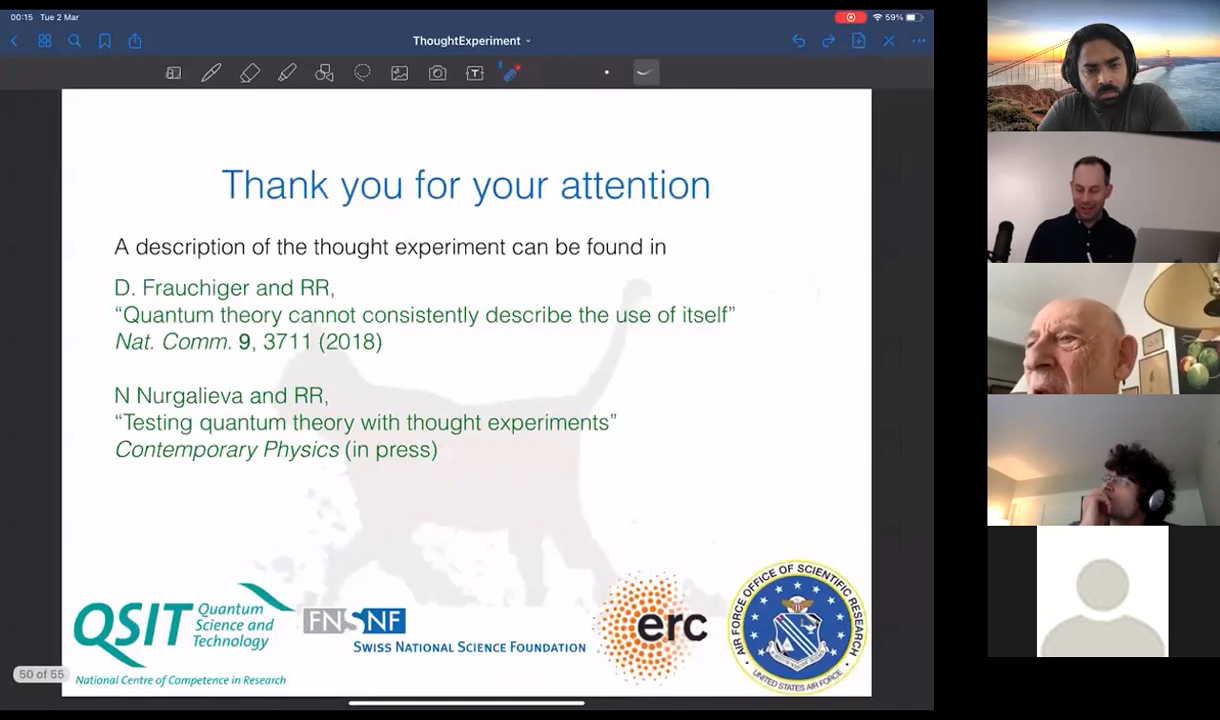 00:15 Tue 2 Mar
59%
ThoughtExperiment
T
Thank you for your attention
A description of the thought experiment can be found in
D. Frauchiger and RR,
“Quantum theory cannot consistently describe the use of itself”
Nat. Comm. 9, 3711 (2018)
N Nurgalieva and RR,
“Testing quantum theory with thought experiments”
Contemporary Physics (in press)
QSIT Quantum
Science and
Technology
National Centre of Competence in Research
FNSNF
SWISS NATIONAL SCIENCE FOUNDATION
erc
AIR FORCE OFFICE OF SCIENTIFIC RESEARCH
UNITED STATES AIR FORCE
50 of 55